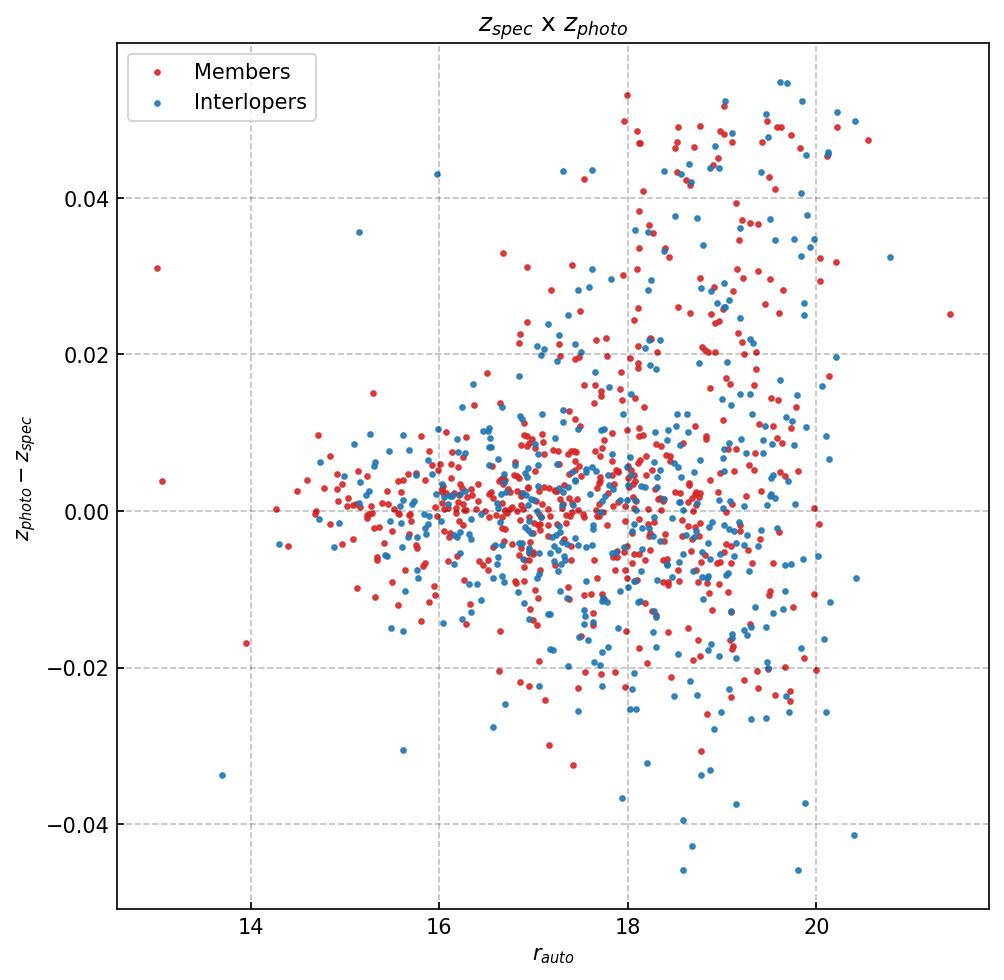 z_spec x z_photo
Members
Interlopers
0.04
0.02
0.00
−0.02
−0.04
z_photo − z_spec
14 16 18 20
r_auto